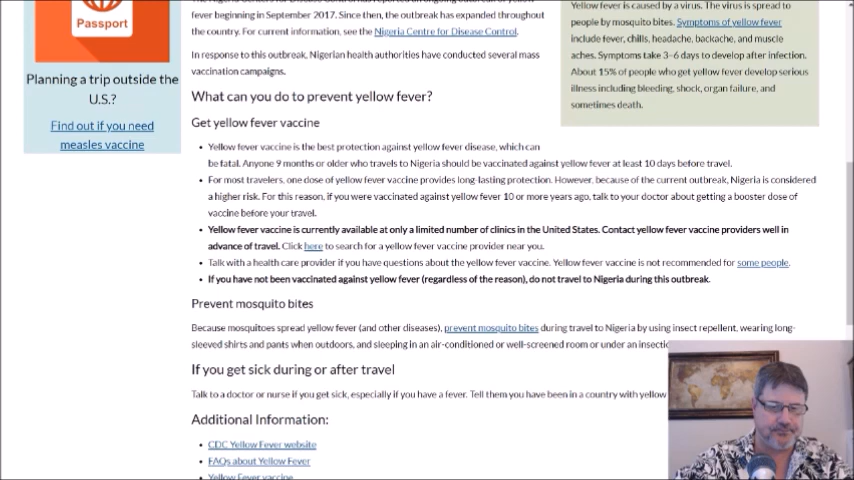 Passport
Planning a trip outside the
U.S.?
Find out if you need
measles vaccine
fever beginning in September 2017. Since then, the outbreak has expanded throughout
the country. For current information, see the Nigeria Centre for Disease Control.
In response to this outbreak, Nigerian health authorities have conducted several mass
vaccination campaigns.
What can you do to prevent yellow fever?
Get yellow fever vaccine
• Yellow fever vaccine is the best protection against yellow fever disease, which can
be fatal. Anyone 9 months or older who travels to Nigeria should be vaccinated against yellow fever at least 10 days before travel.
• For most travelers, one dose of yellow fever vaccine provides long-lasting protection. However, because of the current outbreak, Nigeria is considered
a higher risk. For this reason, if you were vaccinated against yellow fever 10 or more years ago, talk to your doctor about getting a booster dose of
vaccine before your travel.
• Yellow fever vaccine is currently available at only a limited number of clinics in the United States. Contact yellow fever vaccine providers well in
advance of travel. Click here to search for a yellow fever vaccine provider near you.
• Talk with a health care provider if you have questions about the yellow fever vaccine. Yellow fever vaccine is not recommended for some people.
• If you have not been vaccinated against yellow fever (regardless of the reason), do not travel to Nigeria during this outbreak.
Prevent mosquito bites
Because mosquitoes spread yellow fever (and other diseases), prevent mosquito bites during travel to Nigeria by using insect repellent, wearing long-
sleeved shirts and pants when outdoors, and sleeping in an air-conditioned or well-screened room or under an
If you get sick during or after travel
Talk to a doctor or nurse if you get sick, especially if you have a fever. Tell them you have been in a country with yellow
Additional Information:
• CDC Yellow Fever website
• FAQs about Yellow Fever
• Yellow Fever vaccine
Yellow fever is caused by a virus. The virus is spread to
people by mosquito bites. Symptoms of yellow fever
include fever, chills, headache, backache, and muscle
aches. Symptoms take 3–6 days to develop after infection.
About 15% of people who get yellow fever develop serious
illness including bleeding, shock, organ failure, and
sometimes death.